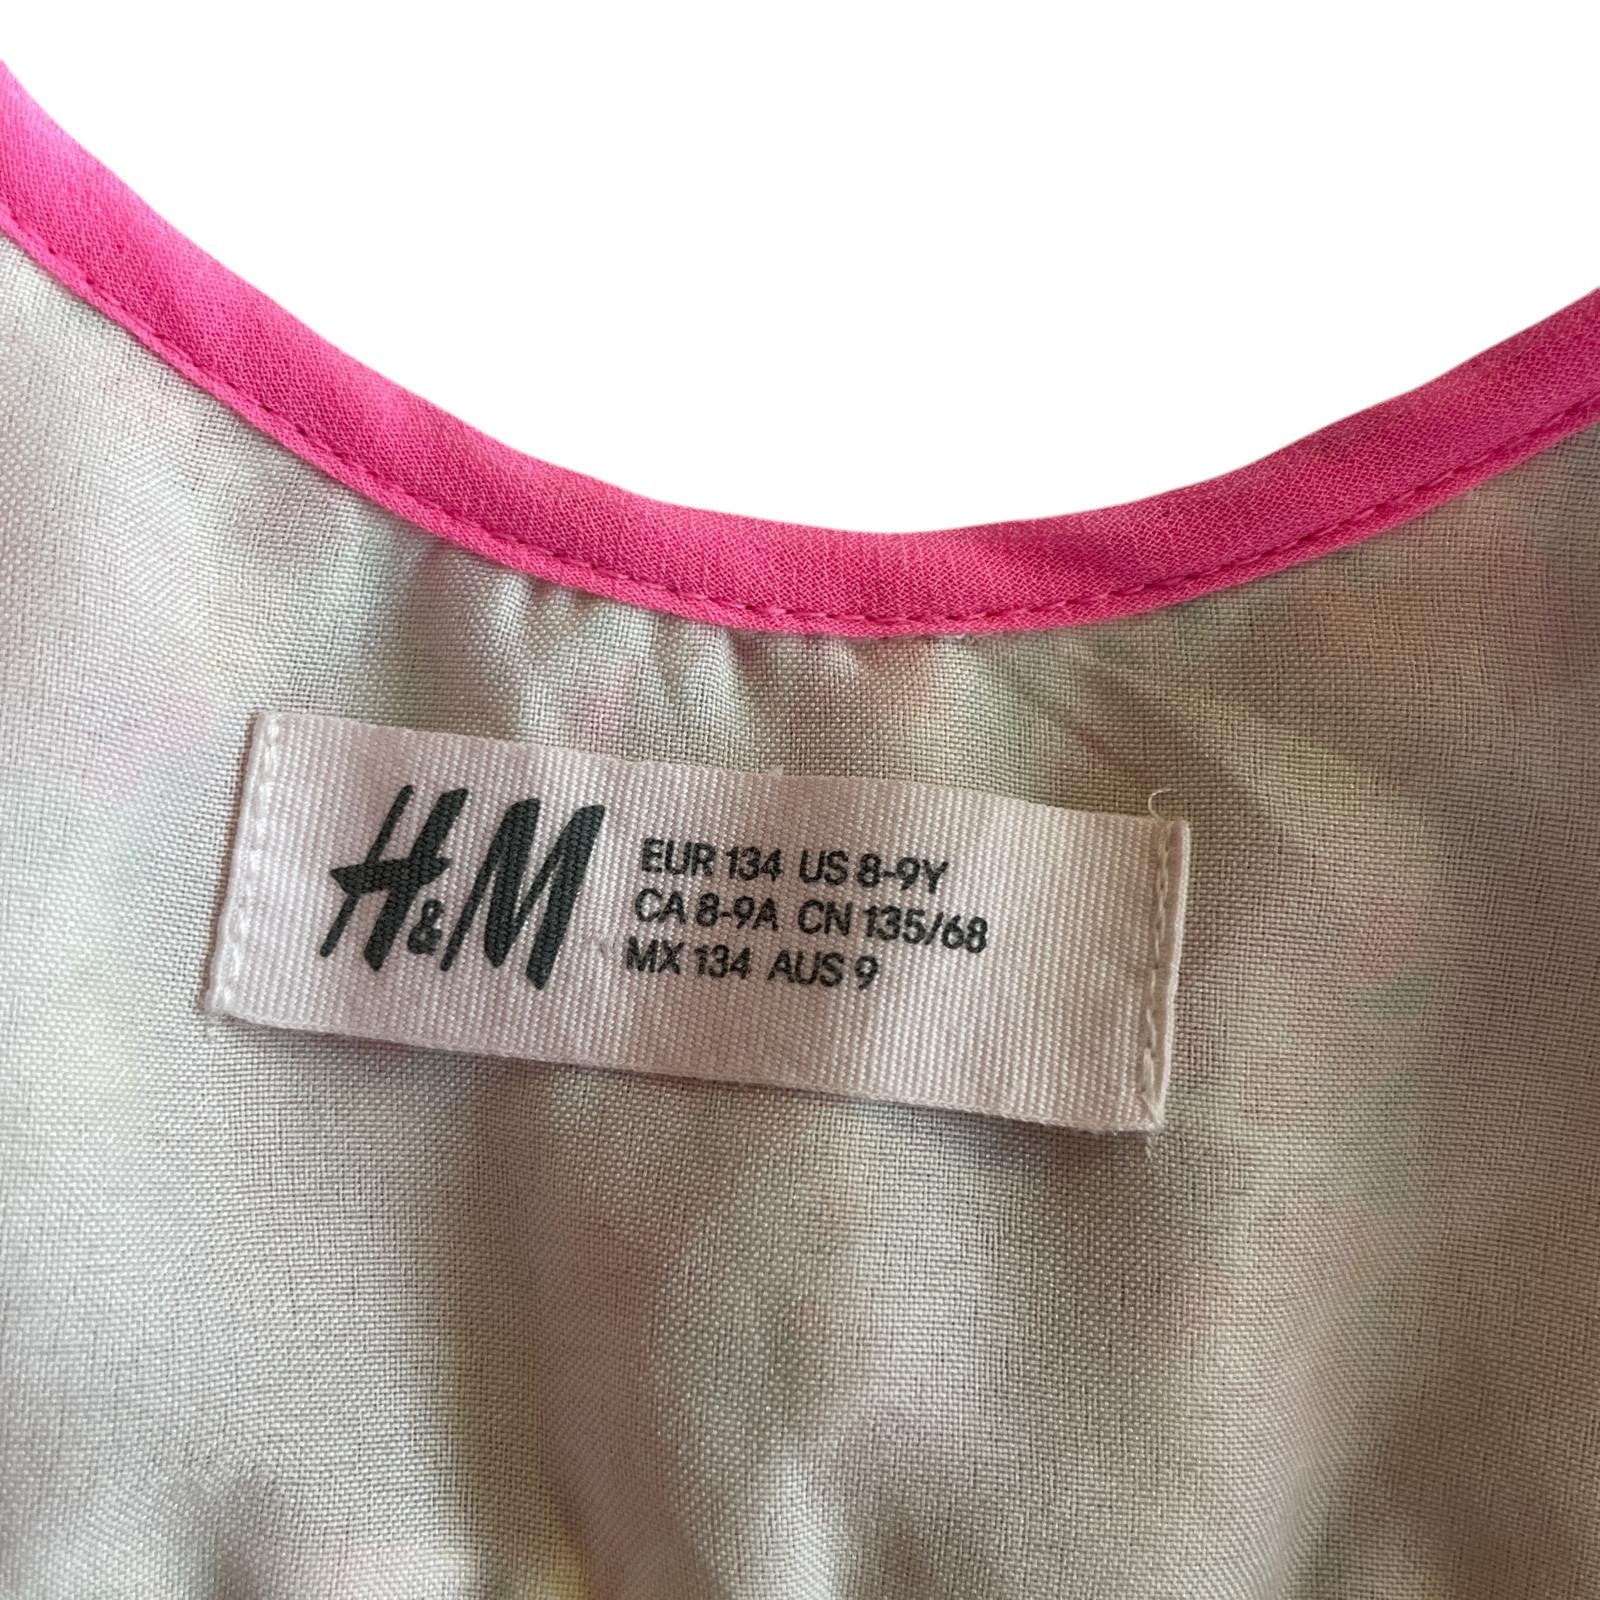 H&M
EUR 134 US 8-9Y
CA 8-9A CN 135/68
MX 134 AUS 9